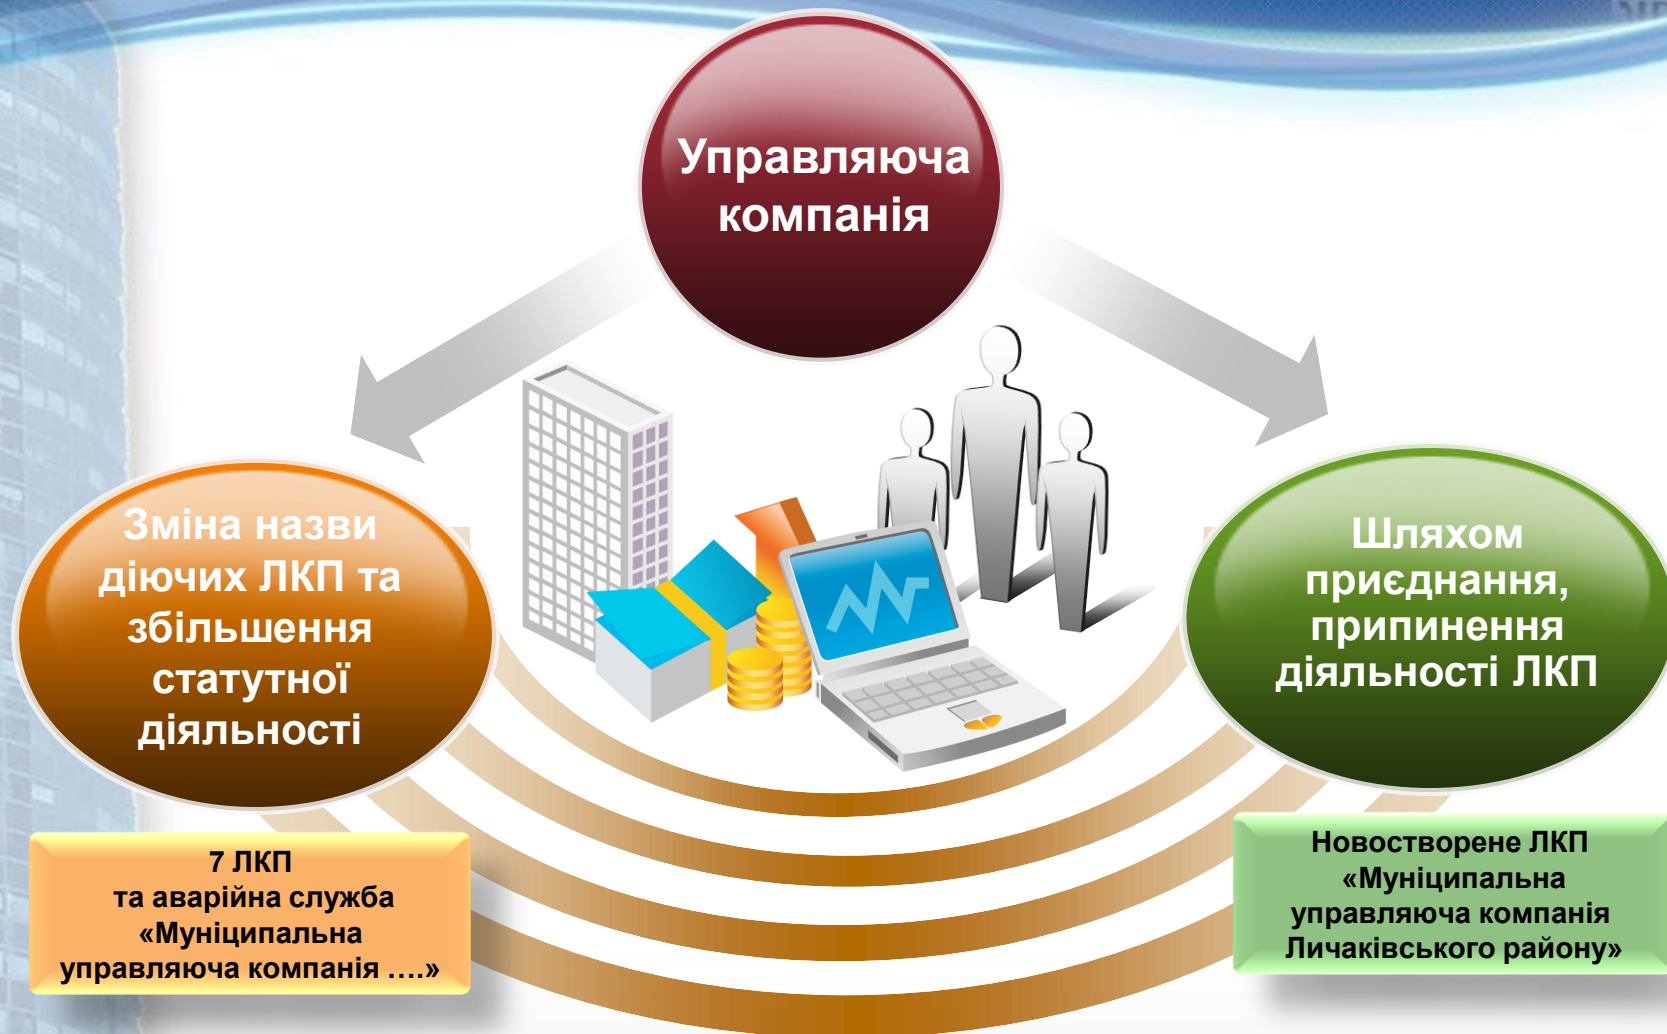 Управляюча
компанія
Зміна назви
діючих ЛКП та
збільшення
статутної
діяльності
Шляхом
приєднання,
припинення
діяльності ЛКП
7 ЛКП
та аварійна служба
«Муніципальна
управляюча компанія ....»
Новостворене ЛКП
«Муніципальна
управляюча компанія
Личаківського району»